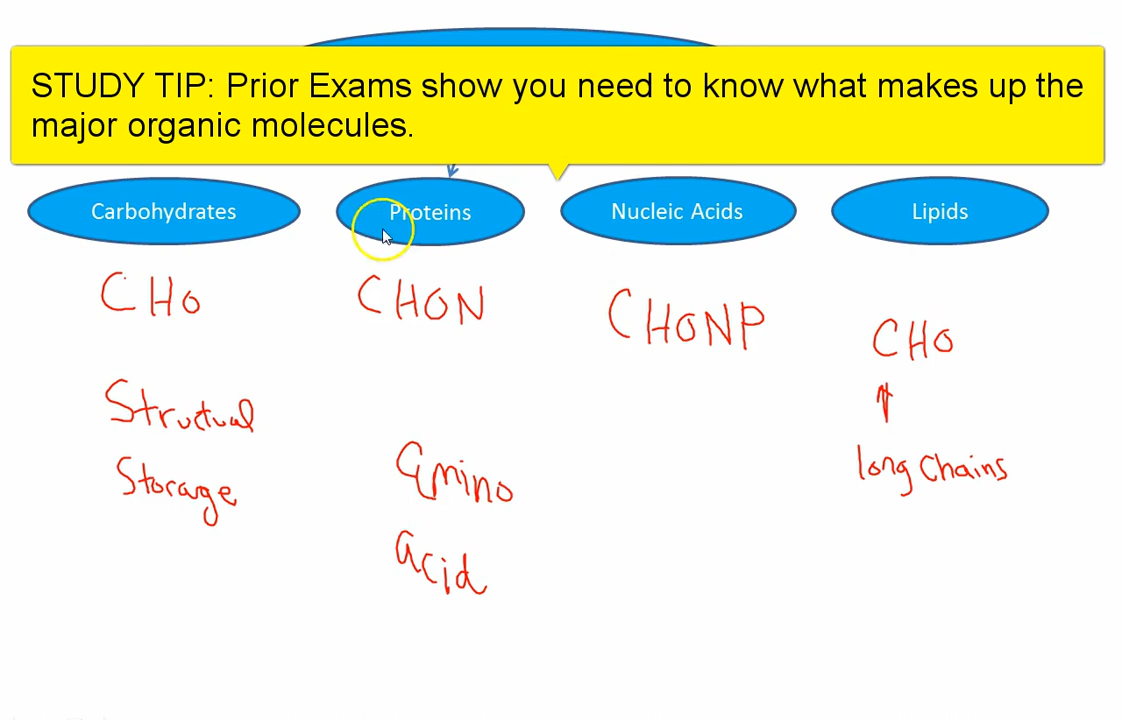 STUDY TIP: Prior Exams show you need to know what makes up the
major organic molecules.
Carbohydrates
Proteins
Nucleic Acids
Lipids
CHO
CHON
CHONP
CHO
Structual
Storage
Amino
acid
long Chains